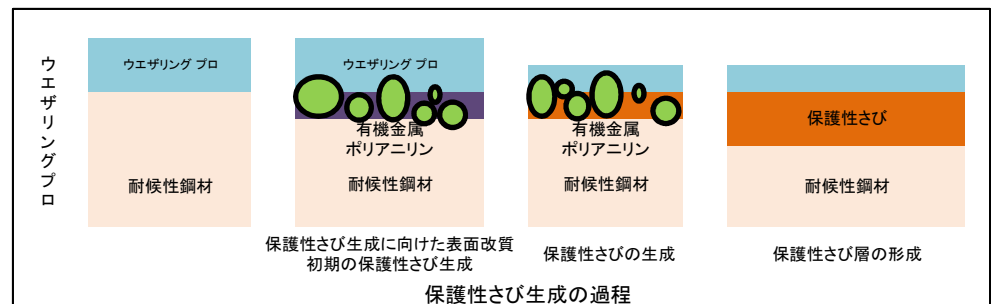 ウエザリングプロ
ウエザリング プロ
耐候性鋼材
ウエザリング プロ
有機金属
ポリアニリン
耐候性鋼材
保護性さび生成に向けた表面改質
初期の保護性さび生成
有機金属
ポリアニリン
耐候性鋼材
保護性さびの生成
保護性さび
耐候性鋼材
保護性さび層の形成
保護性さび生成の過程